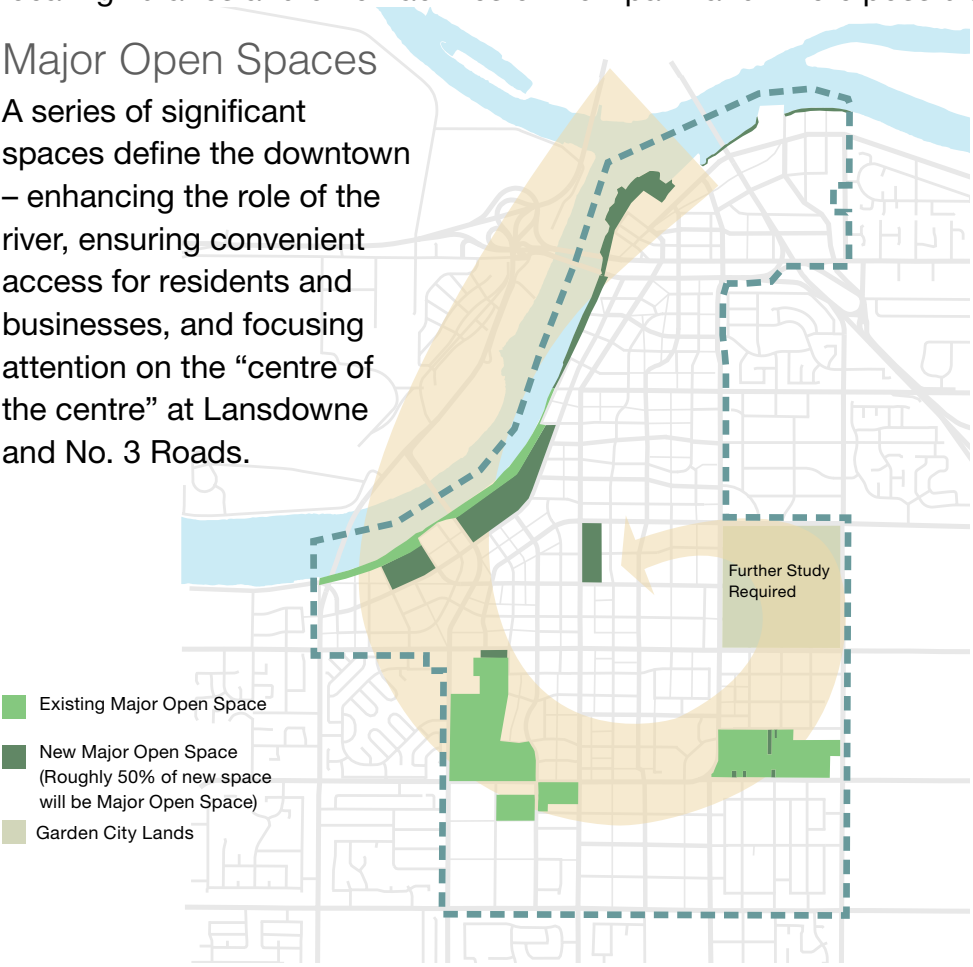 Major Open Spaces
A series of significant
spaces define the downtown
– enhancing the role of the
river, ensuring convenient
access for residents and
businesses, and focusing
attention on the “centre of
the centre” at Lansdowne
and No. 3 Roads.
Further Study
Required
Existing Major Open Space
New Major Open Space
(Roughly 50% of new space
will be Major Open Space)
Garden City Lands